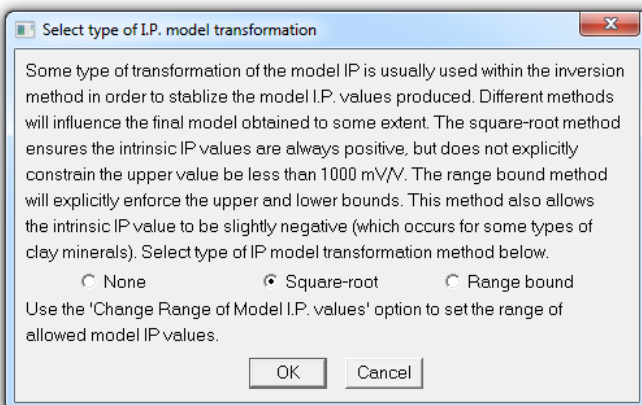 Select type of I.P. model transformation
Some type of transformation of the model IP is usually used within the inversion
method in order to stablize the model I.P. values produced. Different methods
will influence the final model obtained to some extent. The square-root method
ensures the intrinsic IP values are always positive, but does not explicitly
constrain the upper value be less than 1000 mV/V. The range bound method
will explicitly enforce the upper and lower bounds. This method also allows
the intrinsic IP value to be slightly negative (which occurs for some types of
clay minerals). Select type of IP model transformation method below.
None Square-root Range bound
Use the 'Change Range of Model I.P. values' option to set the range of
allowed model IP values.
OK Cancel